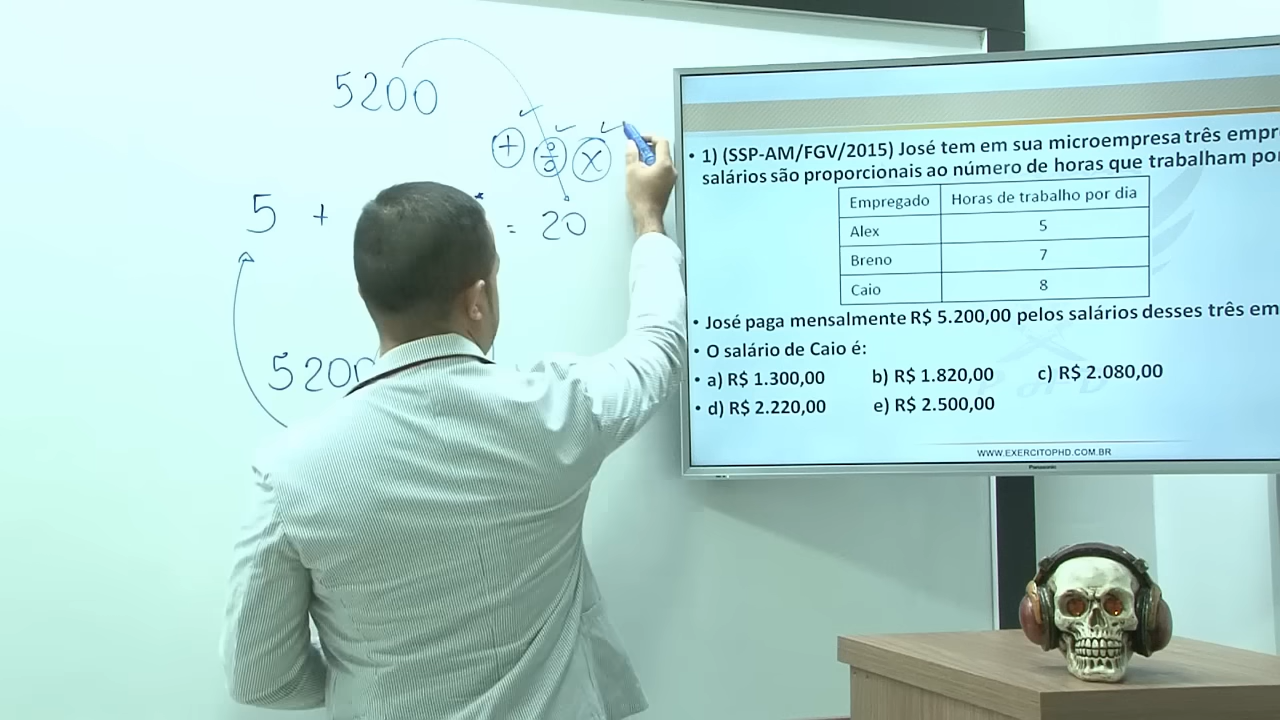 5200
+ ÷ x
5 + = 20
5200
• 1) (SSP-AM/FGV/2015) José tem em sua microempresa três
salários são proporcionais ao número de horas que trabalham
Empregado Horas de trabalho por dia
Alex 5
Breno 7
Caio 8
• José paga mensalmente R$ 5.200,00 pelos salários desses três
• O salário de Caio é:
• a) R$ 1.300,00 b) R$ 1.820,00 c) R$ 2.080,00
• d) R$ 2.220,00 e) R$ 2.500,00
WWW.EXERCITOPHD.COM.BR
Panasonic